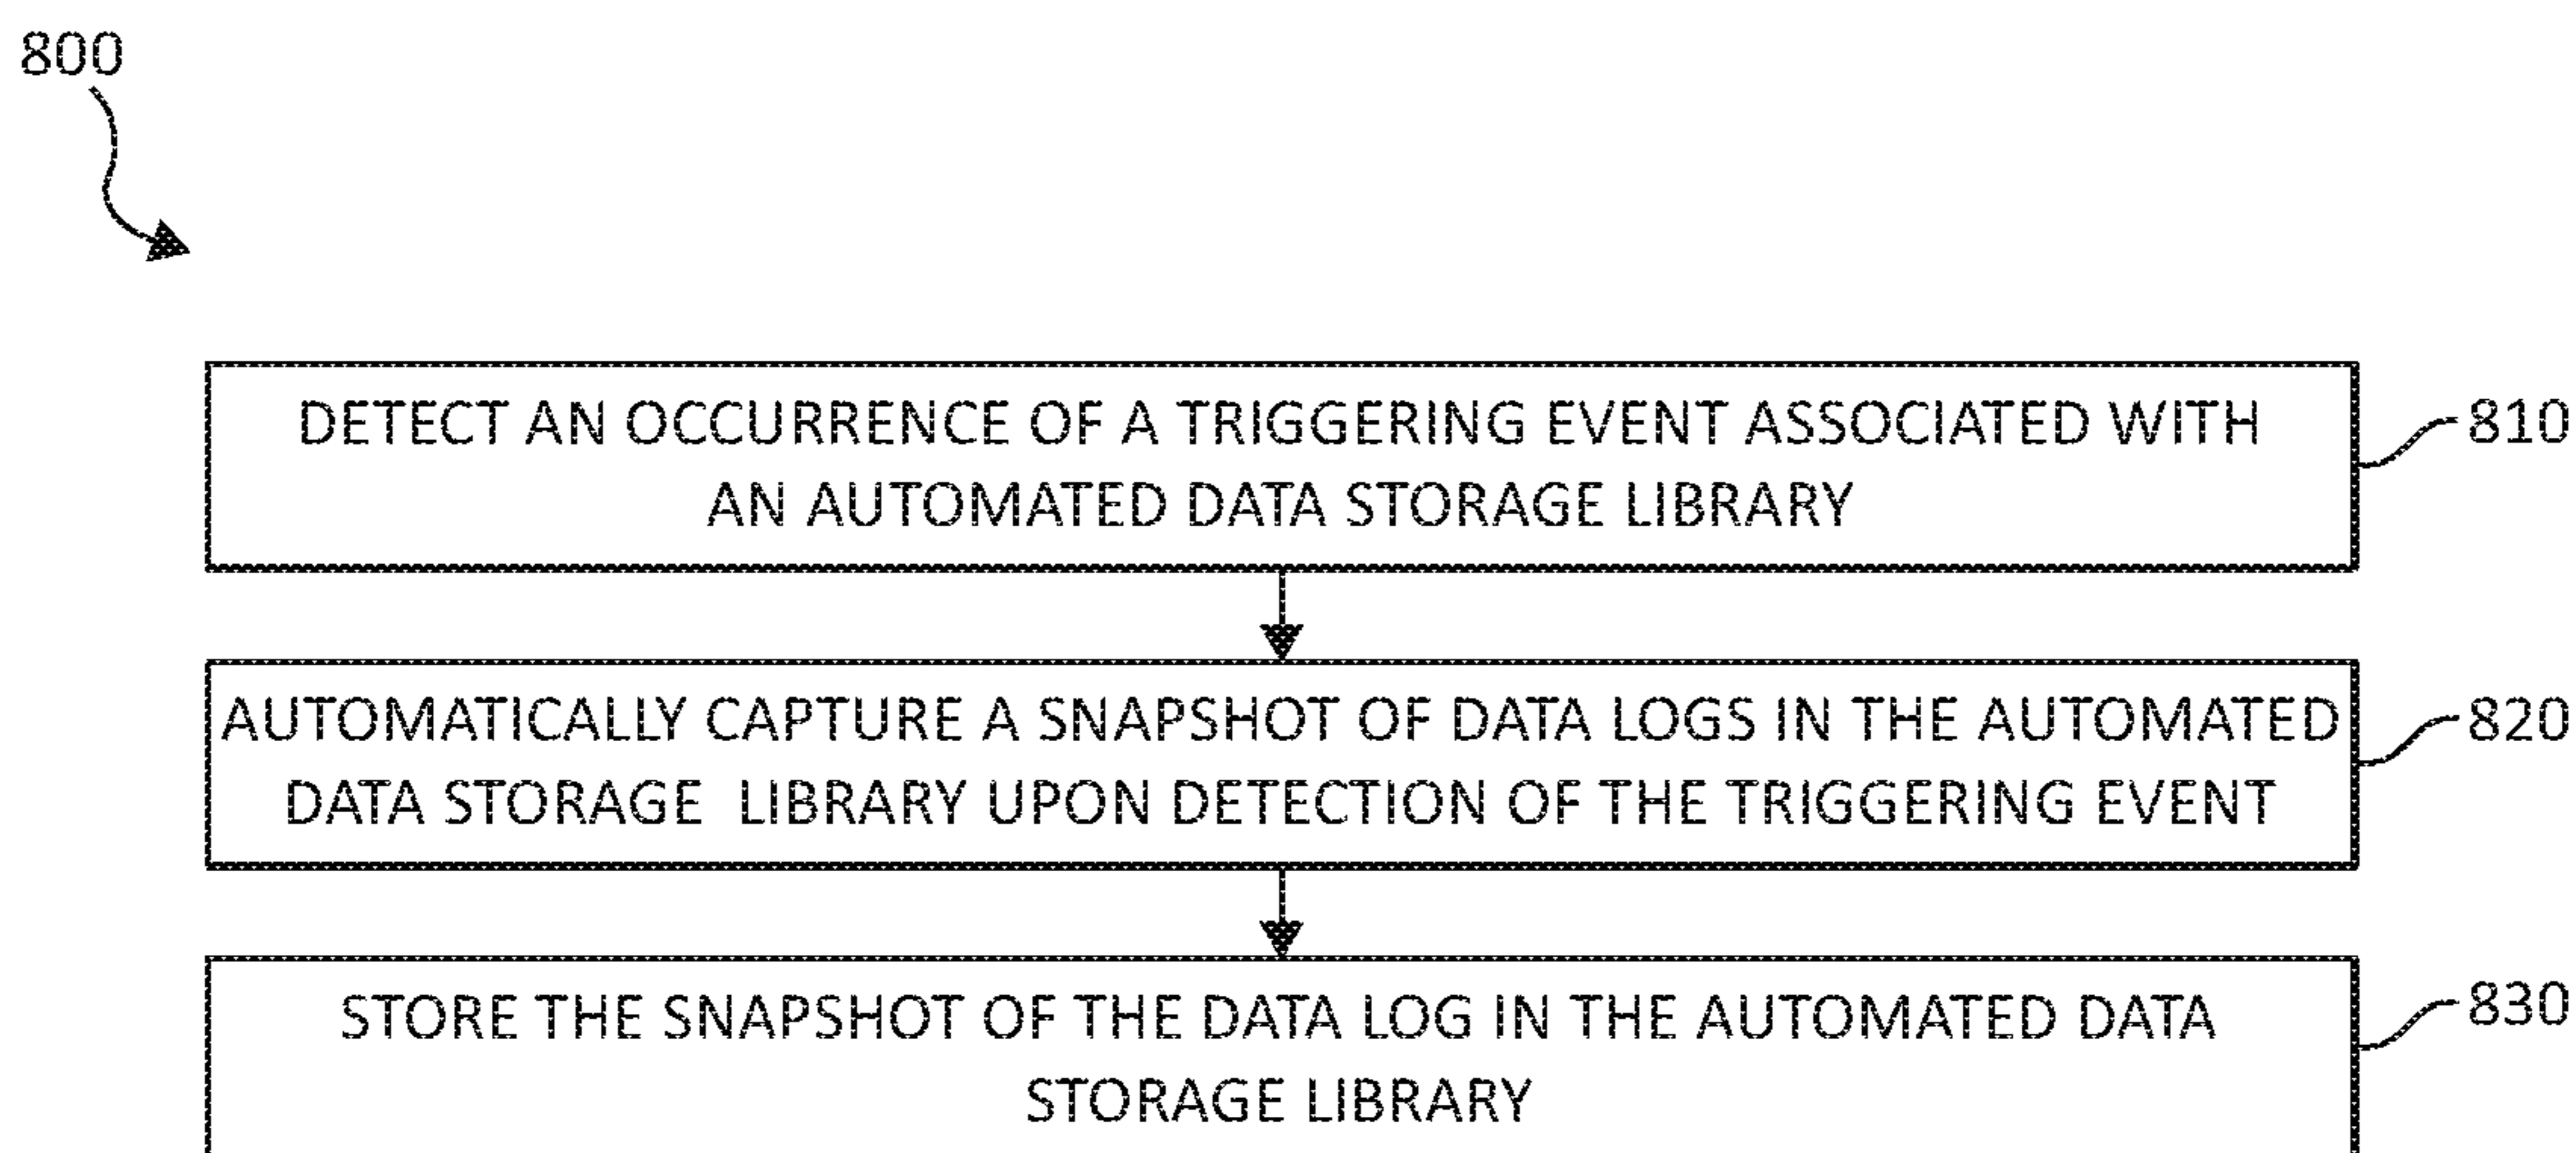 800
DETECT AN OCCURRENCE OF A TRIGGERING EVENT ASSOCIATED WITH
AN AUTOMATED DATA STORAGE LIBRARY
810
AUTOMATICALLY CAPTURE A SNAPSHOT OF DATA LOGS IN THE AUTOMATED
DATA STORAGE LIBRARY UPON DETECTION OF THE TRIGGERING EVENT
820
STORE THE SNAPSHOT OF THE DATA LOG IN THE AUTOMATED DATA
STORAGE LIBRARY
830